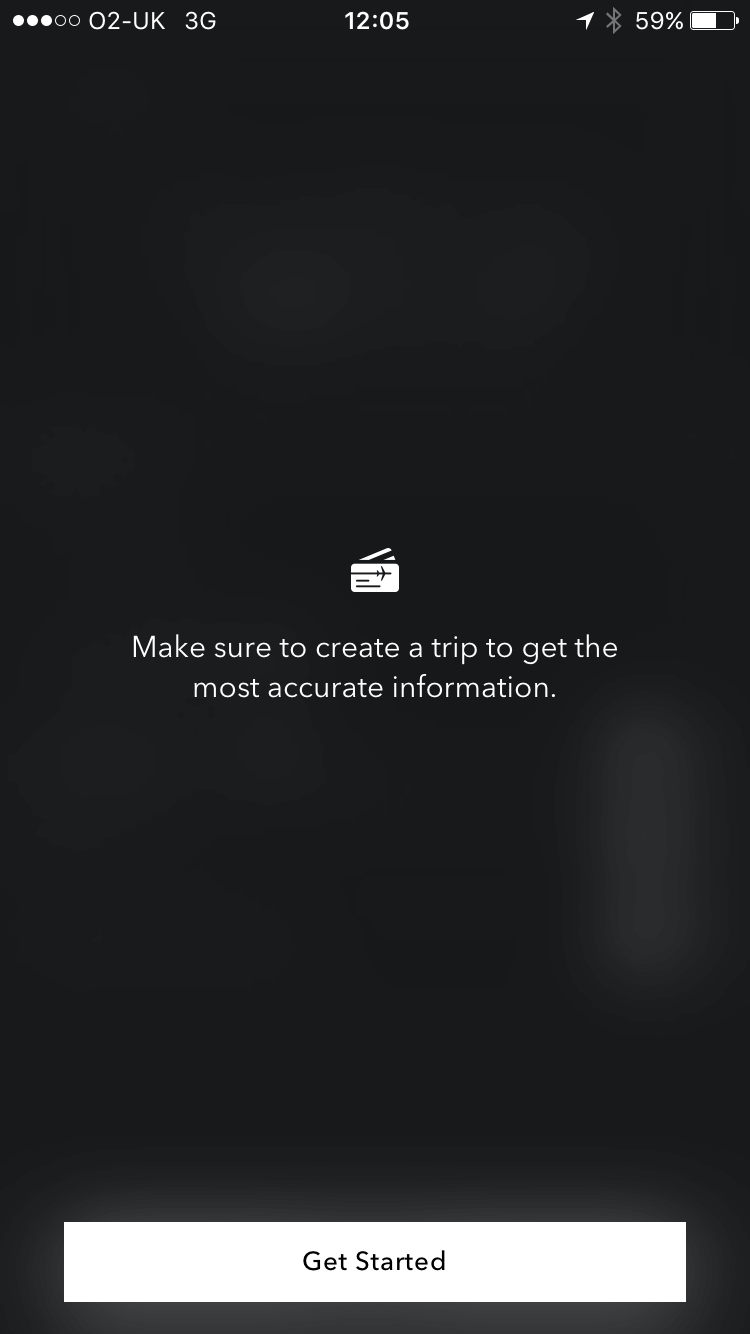 O2-UK 3G 12:05 59%
Make sure to create a trip to get the
most accurate information.
Get Started